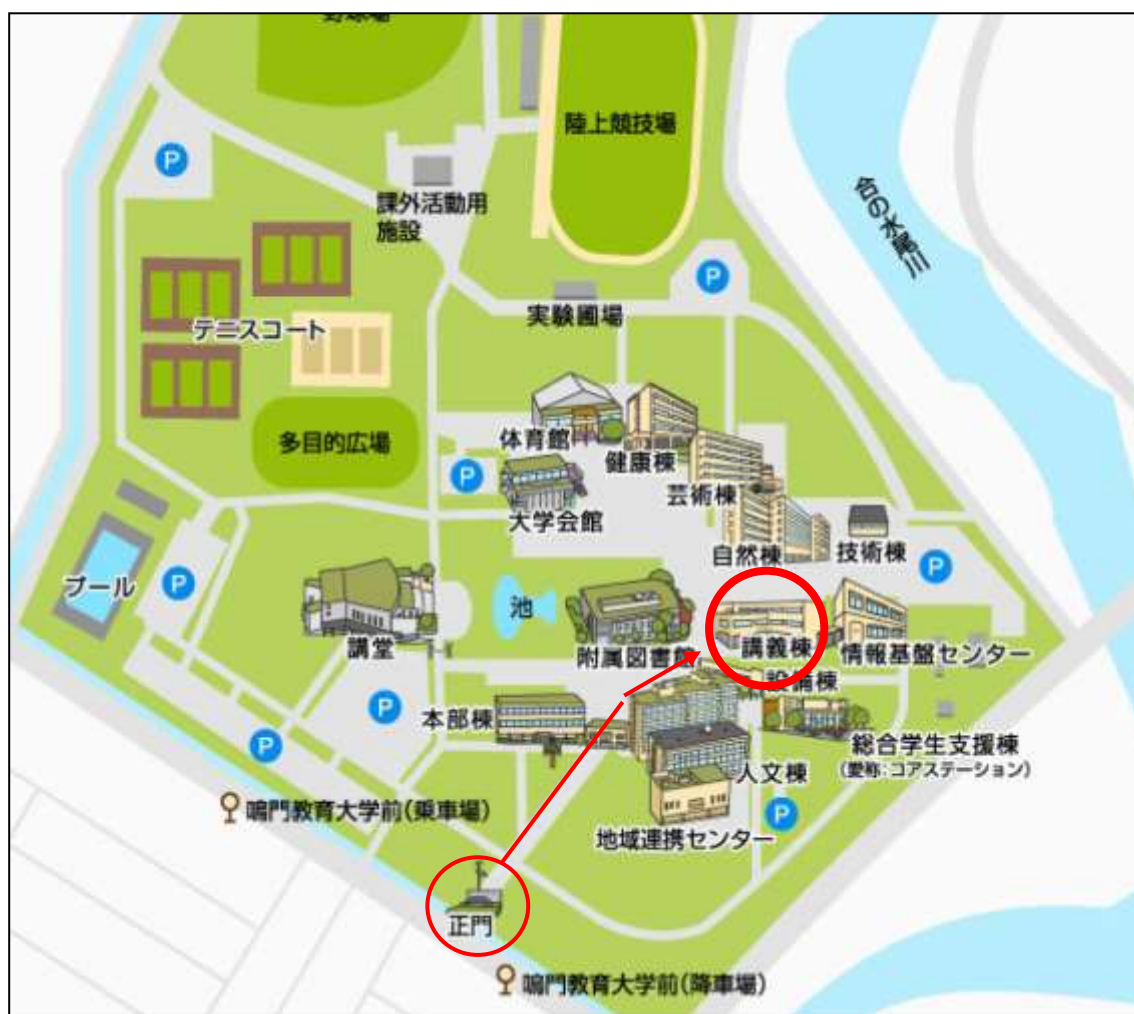 野球場
陸上競技場
P
課外活動用
施設
合の水尾川
P
実験圃場
テニスコート
体育館
健康棟
多目的広場
P
芸術棟
大学会館
自然棟
技術棟
P
P
プール
池
講堂
附属図書館
講義棟
情報基盤センター
設備棟
P
本部棟
P
総合学生支援棟
(愛称:コアステーション)
人文棟
鳴門教育大学前(乗車場)
P
地域連携センター
正門
鳴門教育大学前(降車場)